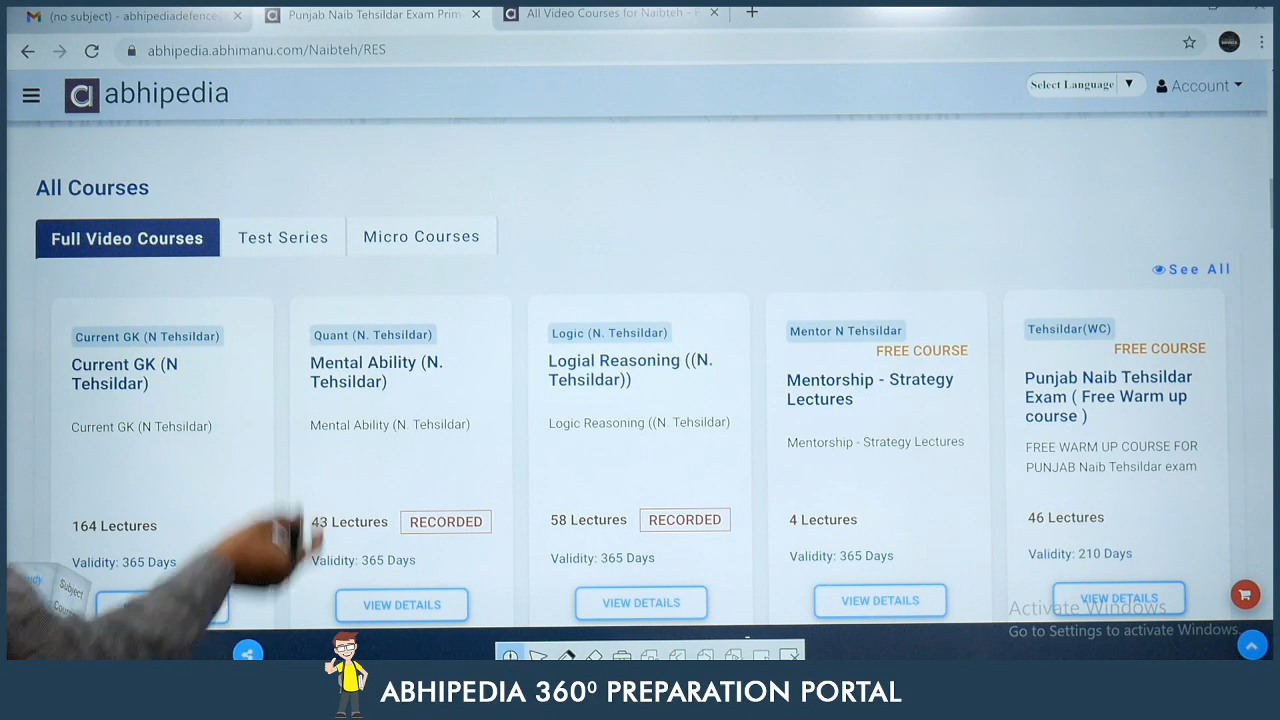 (no subject) - abhipediadefence
Punjab Naib Tehsildar Exam Prim
All Video Courses for Naibteh -
abhipedia.abhimanu.com/Naibteh/RES
abhipedia
Select Language
Account
All Courses
Full Video Courses
Test Series
Micro Courses
See All
Current GK (N Tehsildar)
Current GK (N
Tehsildar)
Current GK (N Tehsildar)
164 Lectures
Validity: 365 Days
Quant (N. Tehsildar)
Mental Ability (N.
Tehsildar)
Mental Ability (N. Tehsildar)
43 Lectures
RECORDED
Validity: 365 Days
VIEW DETAILS
Logic (N. Tehsildar)
Logial Reasoning ((N.
Tehsildar))
Logic Reasoning ((N. Tehsildar)
58 Lectures
RECORDED
Validity: 365 Days
VIEW DETAILS
Mentor N Tehsildar
FREE COURSE
Mentorship - Strategy
Lectures
Mentorship - Strategy Lectures
4 Lectures
Validity: 365 Days
VIEW DETAILS
Tehsildar(WC)
FREE COURSE
Punjab Naib Tehsildar
Exam ( Free Warm up
course )
FREE WARM UP COURSE FOR
PUNJAB Naib Tehsildar exam
46 Lectures
Validity: 210 Days
VIEW DETAILS
Subject
Activate Windows
Go to Settings to activate Windows.
ABHIPEDIA 360⁰ PREPARATION PORTAL